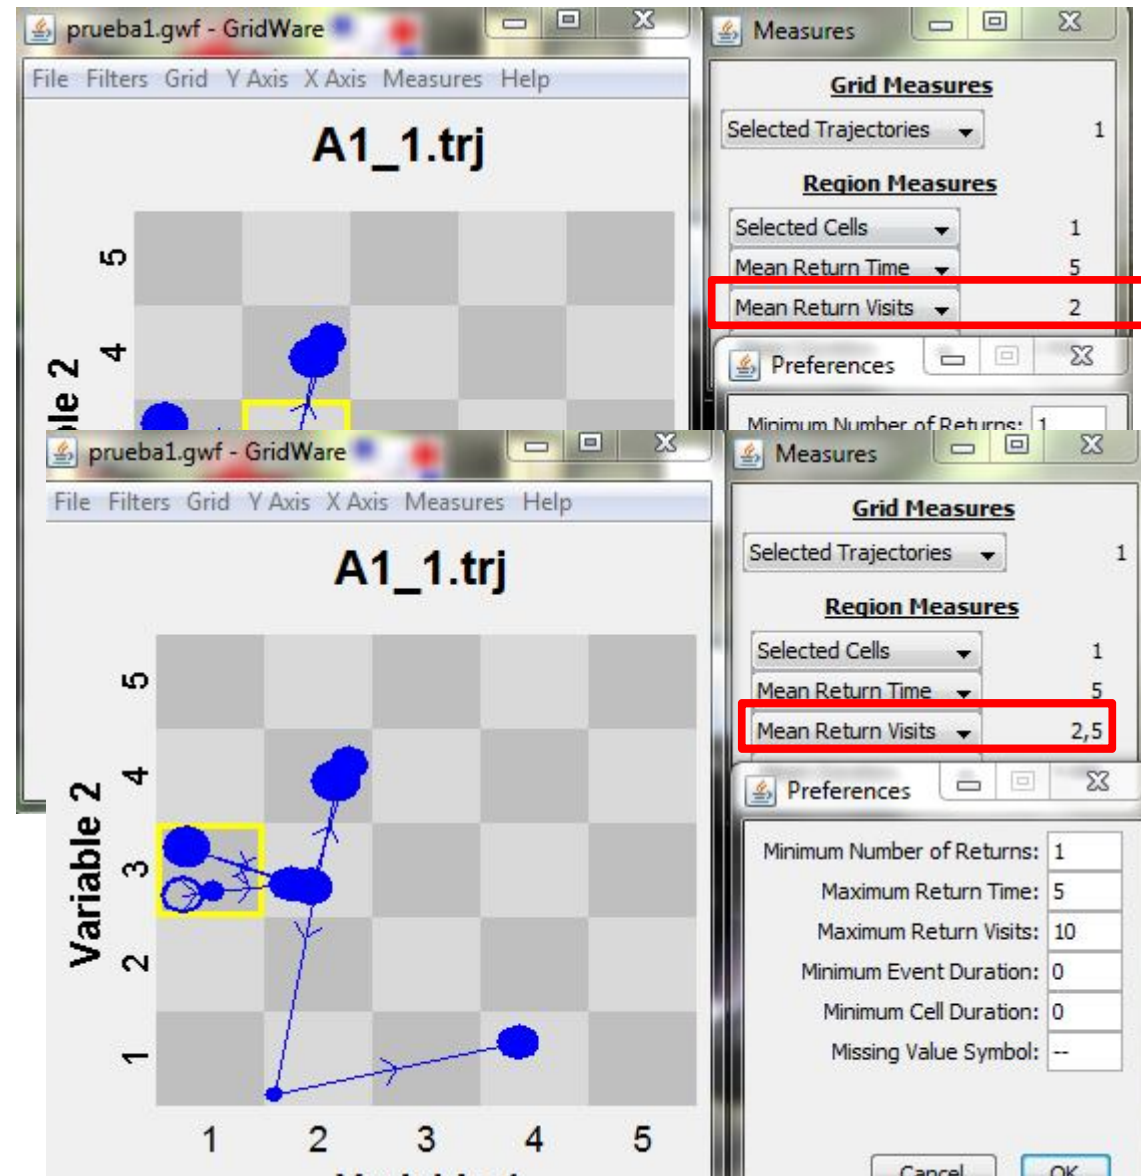 prueba1.gwf - GridWare
File Filters Grid Y Axis X Axis Measures Help
A1_1.trj
5
4
Measures
Grid Measures
Selected Trajectories 1
Region Measures
Selected Cells 1
Mean Return Time 5
Mean Return Visits 2
Preferences
Minimum Number of Returns: 1
prueba1.gwf - GridWare
File Filters Grid Y Axis X Axis Measures Help
A1_1.trj
Variable 2
5
4
3
2
1
1 2 3 4 5
Measures
Grid Measures
Selected Trajectories 1
Region Measures
Selected Cells 1
Mean Return Time 5
Mean Return Visits 2,5
Preferences
Minimum Number of Returns: 1
Maximum Return Time: 5
Maximum Return Visits: 10
Minimum Event Duration: 0
Minimum Cell Duration: 0
Missing Value Symbol: --
Cancel OK